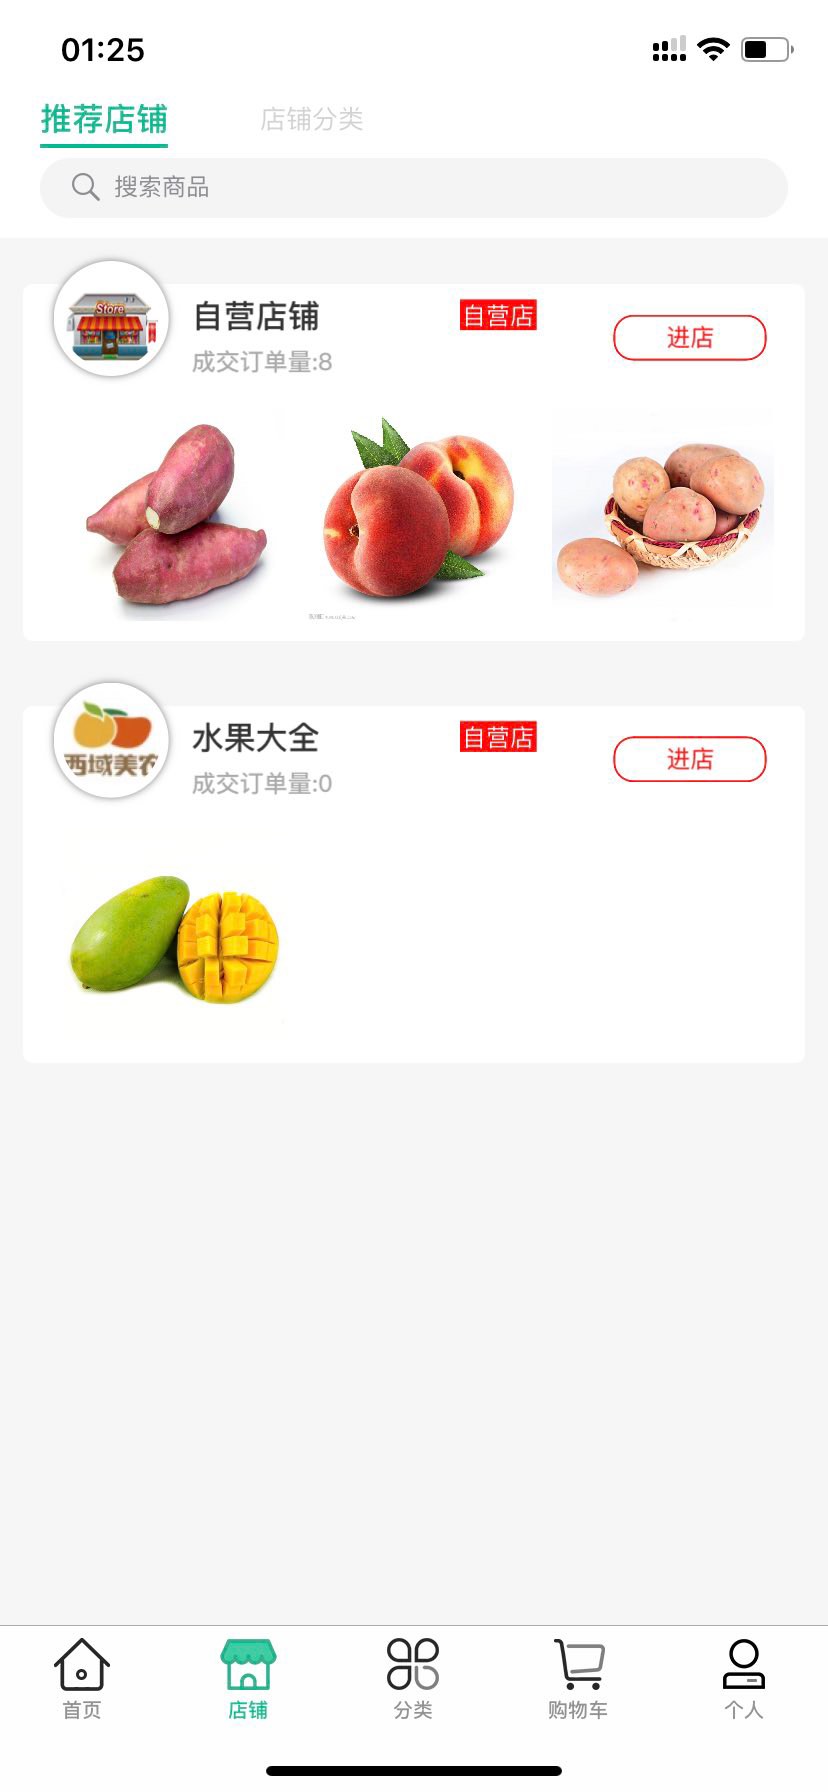 01:25
推荐店铺
店铺分类
搜索商品
Store
自营店铺
自营店
进店
成交订单量:8
西域美农
水果大全
自营店
进店
成交订单量:0
首页
店铺
分类
购物车
个人